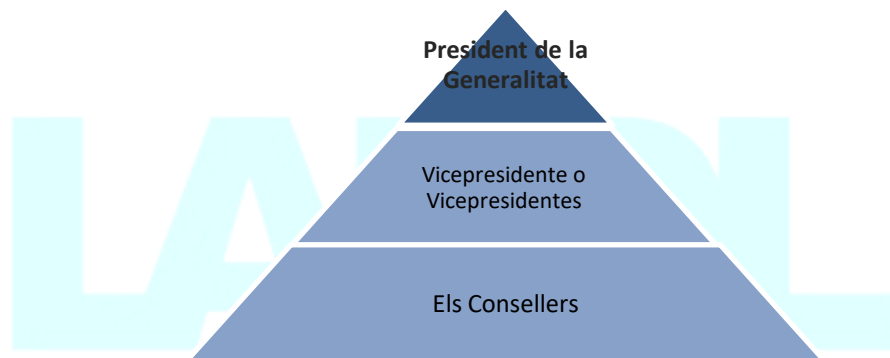 President de la
Generalitat
Vicepresidente o
Vicepresidentes
Els Consellers